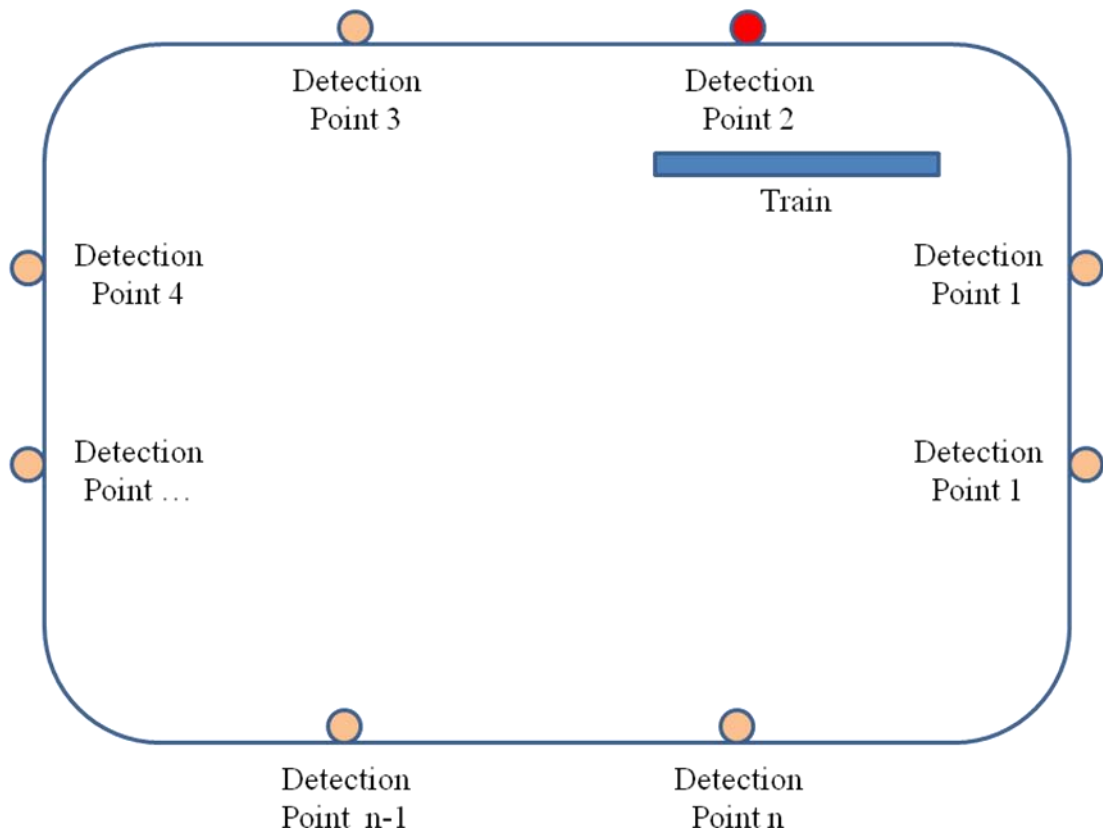 Detection
Point 3
Detection
Point 2
Train
Detection
Point 4
Detection
Point 1
Detection
Point …
Detection
Point 1
Detection
Point n-1
Detection
Point n